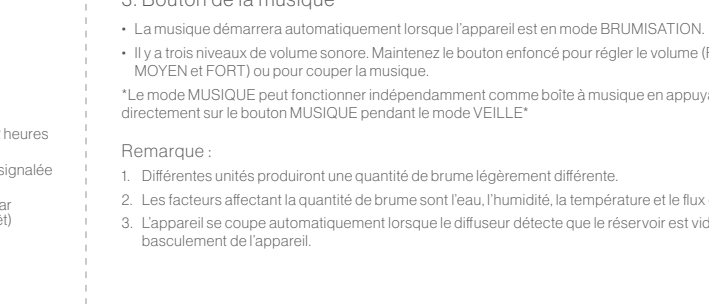 3. Bouton de la musique
• La musique démarrera automatiquement lorsque l'appareil est en mode BRUMISATION.
• Il y a trois niveaux de volume sonore. Maintenez le bouton enfoncé pour régler le volume
MOYEN et FORT) ou pour couper la musique.
*Le mode MUSIQUE peut fonctionner indépendamment comme boîte à musique en
directement sur le bouton MUSIQUE pendant le mode VEILLE*
heures
signalée
Remarque :
1. Différentes unités produiront une quantité de brume légèrement différente.
2. Les facteurs affectant la quantité de brume sont l'eau, l'humidité, la température et le flux
3. L'appareil se coupe automatiquement lorsque le diffuseur détecte que le réservoir est
basculement de l'appareil.